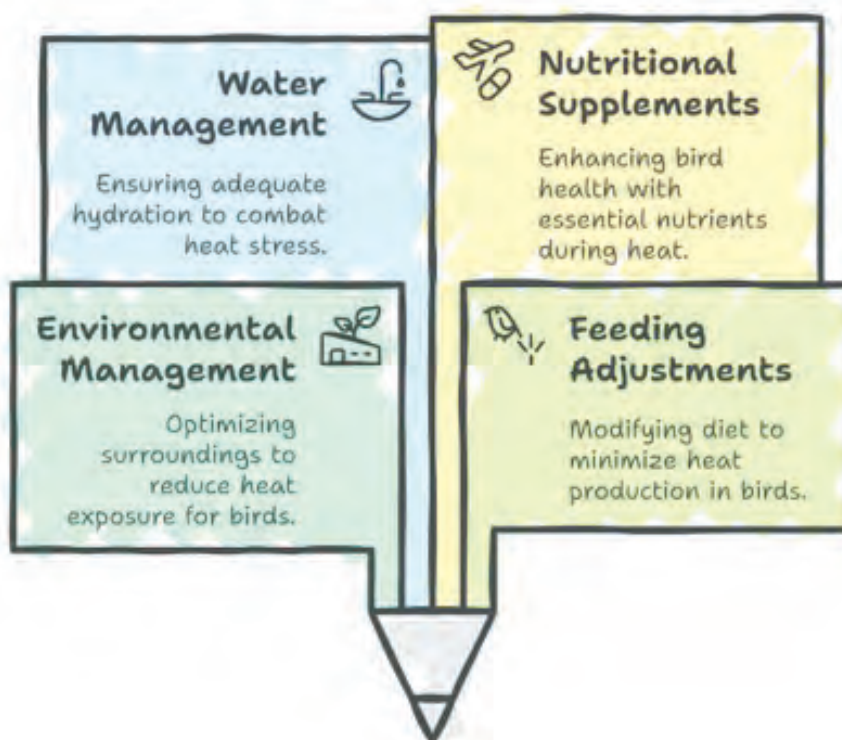 Water
Management
Ensuring adequate
hydration to combat
heat stress.
Nutritional
Supplements
Enhancing bird
health with
essential nutrients
during heat.
Environmental
Management
Optimizing
surroundings to
reduce heat
exposure for birds.
Feeding
Adjustments
Modifying diet to
minimize heat
production in birds.